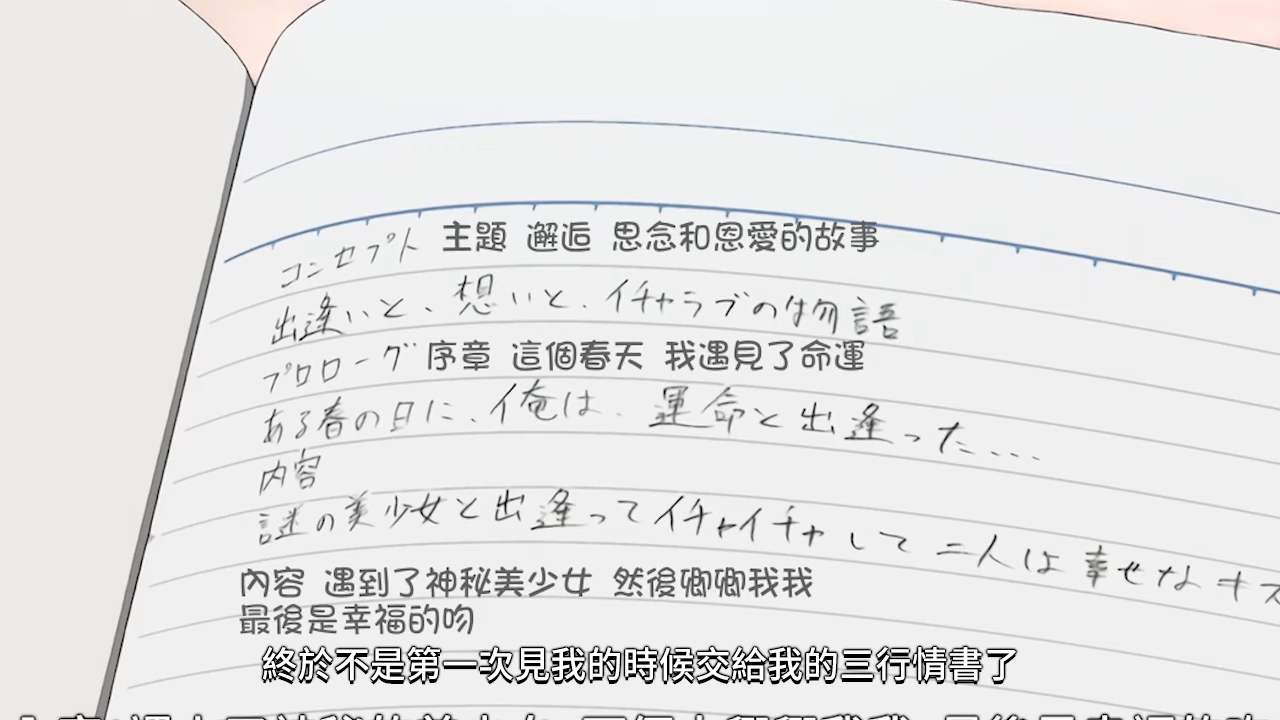 コンセプト 主題 邂逅 思念和恩愛的故事
出逢いと、想いと、イチャラブの物語
プロローグ 序章 這個春天 我遇見了命運
ある春の日に、俺は、運命と出逢った...
内容
謎の美少女と出逢ってイチャイチャして二人は幸せなキス
內容 遇到了神秘美少女 然後卿卿我我
最後是幸福的吻
終於不是第一次見我的時候交給我的三行情書了